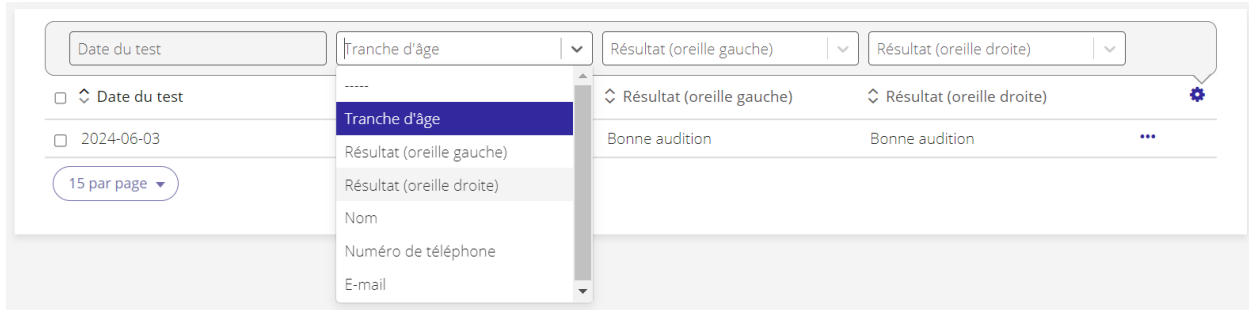 Date du test
Tranche d'âge
Résultat (oreille gauche)
Résultat (oreille droite)
Date du test
Résultat (oreille gauche)
Résultat (oreille droite)
2024-06-03
Bonne audition
Bonne audition
15 par page
-----
Tranche d'âge
Résultat (oreille gauche)
Résultat (oreille droite)
Nom
Numéro de téléphone
E-mail